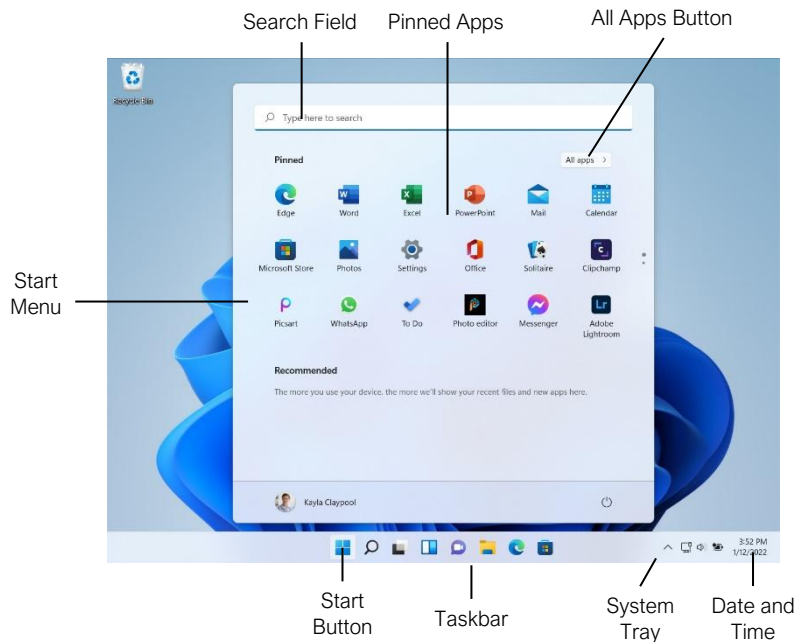 Search Field
Pinned Apps
All Apps Button
Recycle Bin
Type here to search
Pinned
All apps
Edge
Word
Excel
PowerPoint
Mail
Calendar
Microsoft Store
Photos
Settings
Office
Solitaire
Clipchamp
Start
Menu
Picsart
WhatsApp
To Do
Photo editor
Messenger
Adobe
Lightroom
Recommended
The more you use your device, the more we'll show your recent files and new apps here.
Kayla Claypool
3:52 PM
1/12/2022
Start
Button
Taskbar
System
Tray
Date and
Time